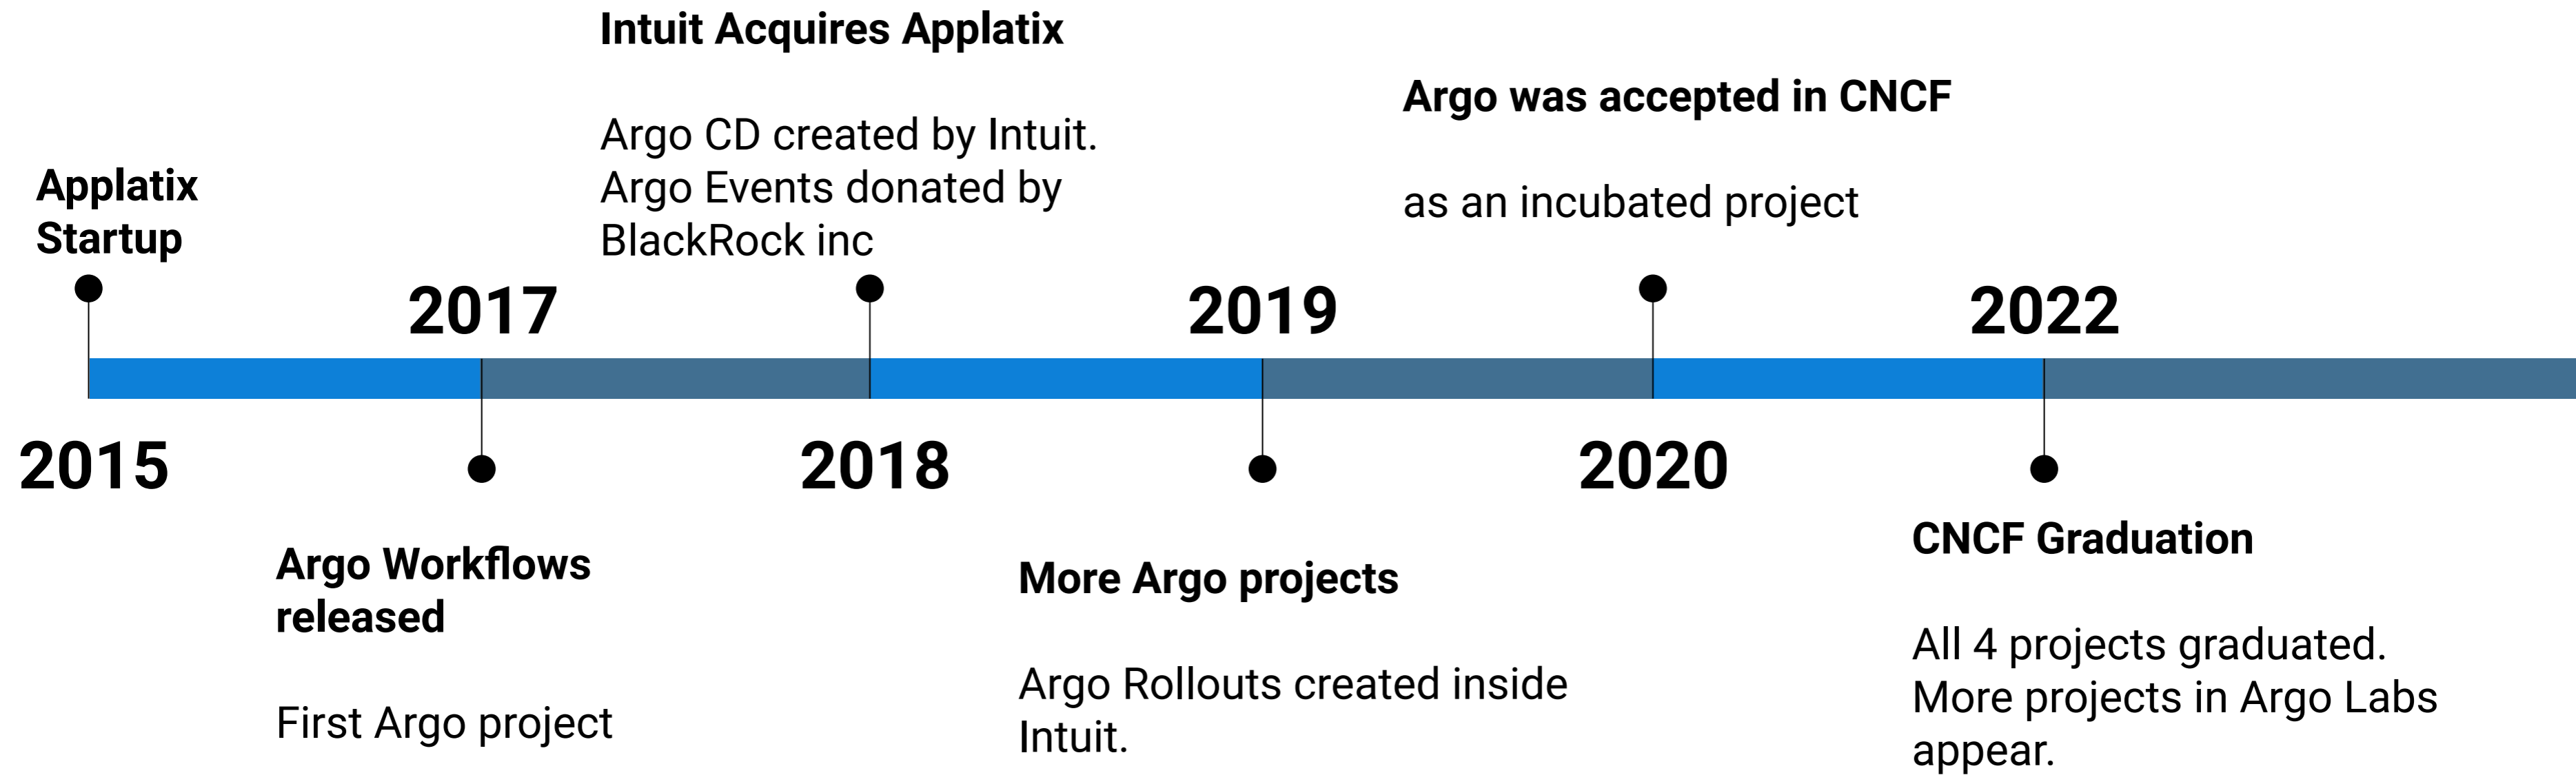 Applatix
Startup
2015
2017
Argo Workflows
released
First Argo project
Intuit Acquires Applatix
Argo CD created by Intuit.
Argo Events donated by
BlackRock inc
2018
2019
More Argo projects
Argo Rollouts created inside
Intuit.
Argo was accepted in CNCF
as an incubated project
2020
2022
CNCF Graduation
All 4 projects graduated.
More projects in Argo Labs
appear.